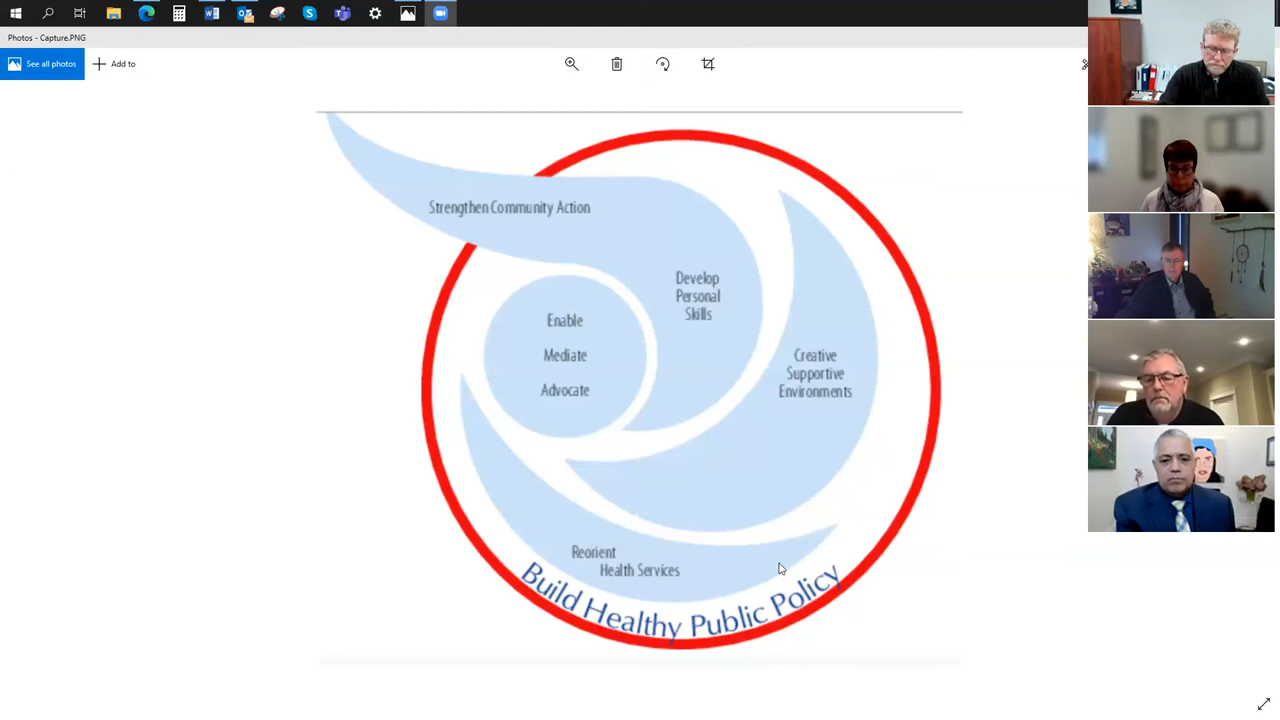 Photos - Capture.PNG
See all photos
Add to
Strengthen Community Action
Develop
Personal
Skills
Enable
Mediate
Advocate
Creative
Supportive
Environments
Reorient
Health Services
Build Healthy Public Policy